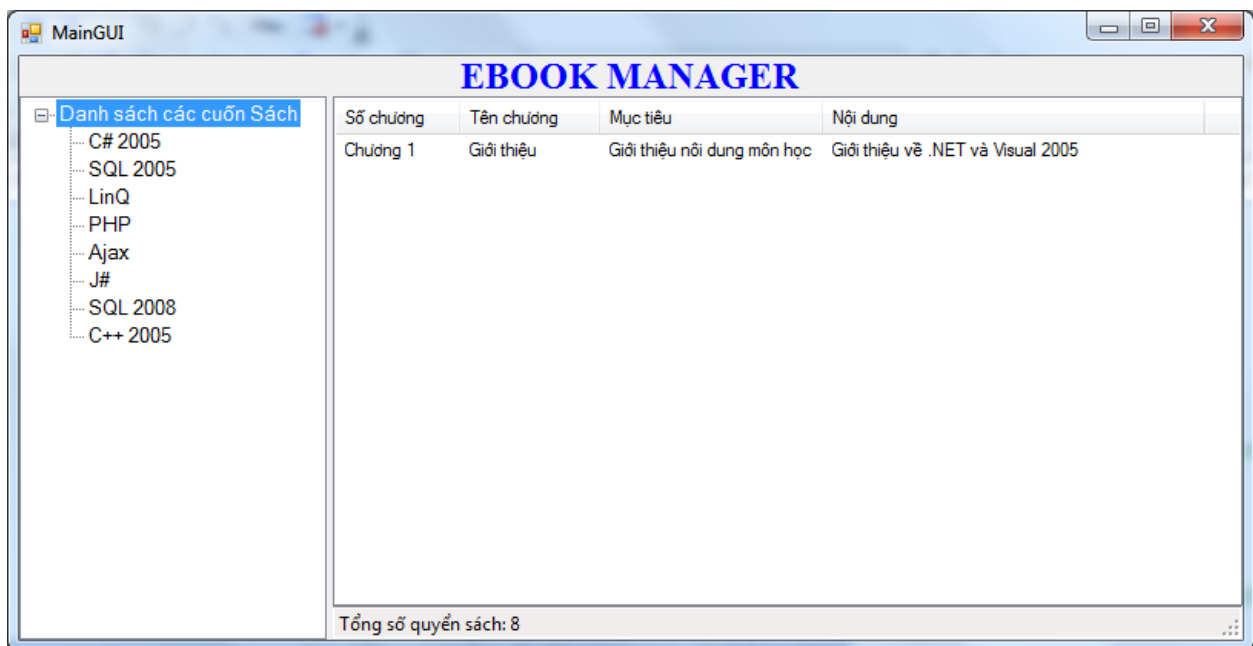 MainGUI
EBOOK MANAGER
Danh sách các cuốn Sách
C# 2005
SQL 2005
LinQ
PHP
Ajax
J#
SQL 2008
C++ 2005
Số chương Tên chương Mục tiêu Nội dung
Chương 1 Giới thiệu Giới thiệu nôi dung môn học Giới thiệu về .NET và Visual 2005
Tổng số quyển sách: 8